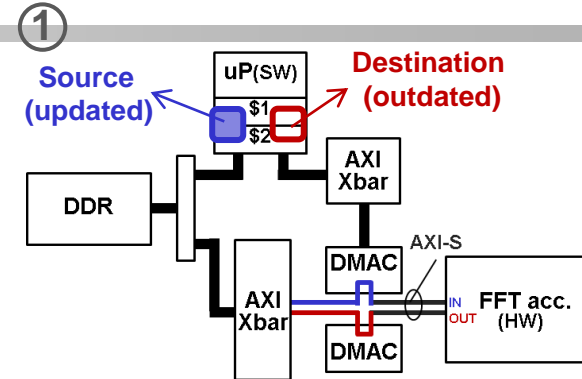 ①
Source
(updated)
uP(SW)
$1
$2
Destination
(outdated)
AXI
Xbar
DDR
DMAC
AXI-S
AXI
Xbar
IN
OUT
FFT acc.
(HW)
DMAC